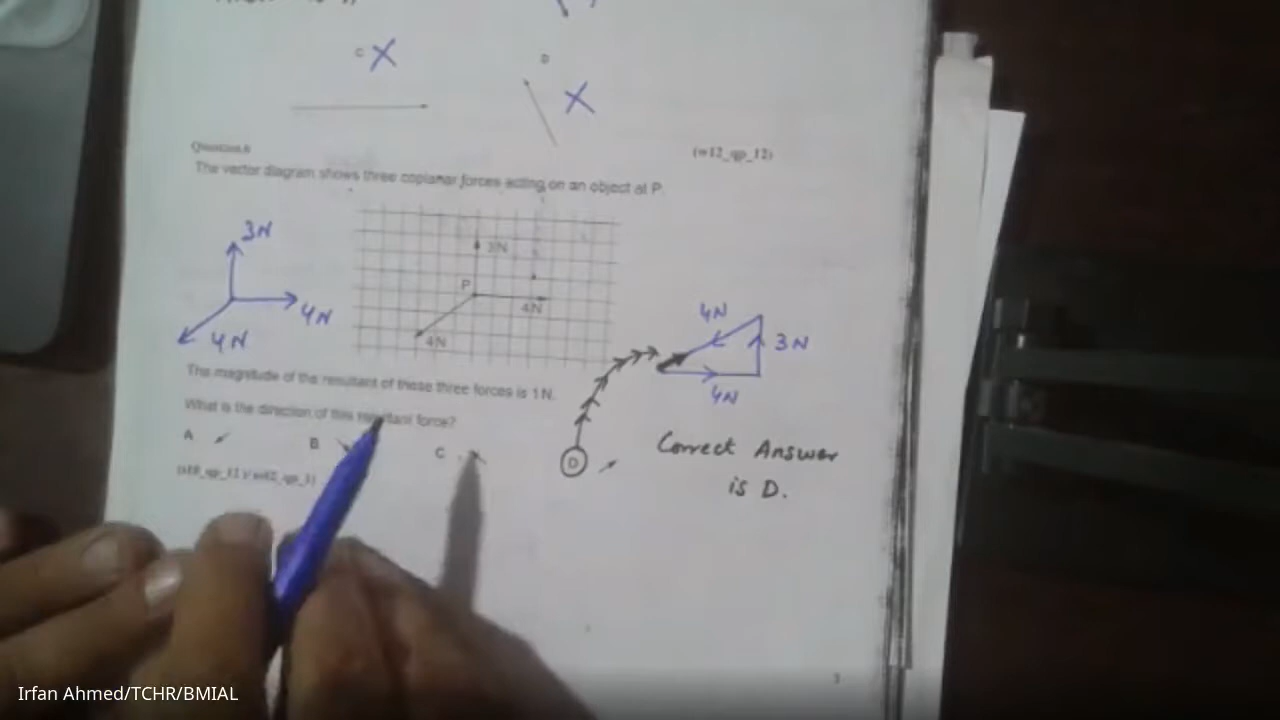 C
D
Question.6
(w12_qp_12)
The vector diagram shows three coplanar forces acting on an object at P.
3N
4N
4N
3N
P
4N
4N
4N
3N
4N
The magnitude of the resultant of these three forces is 1N.
What is the direction of this resultant force?
A
B
C
D
Correct Answer
is D.
Irfan Ahmed/TCHR/BMIAL